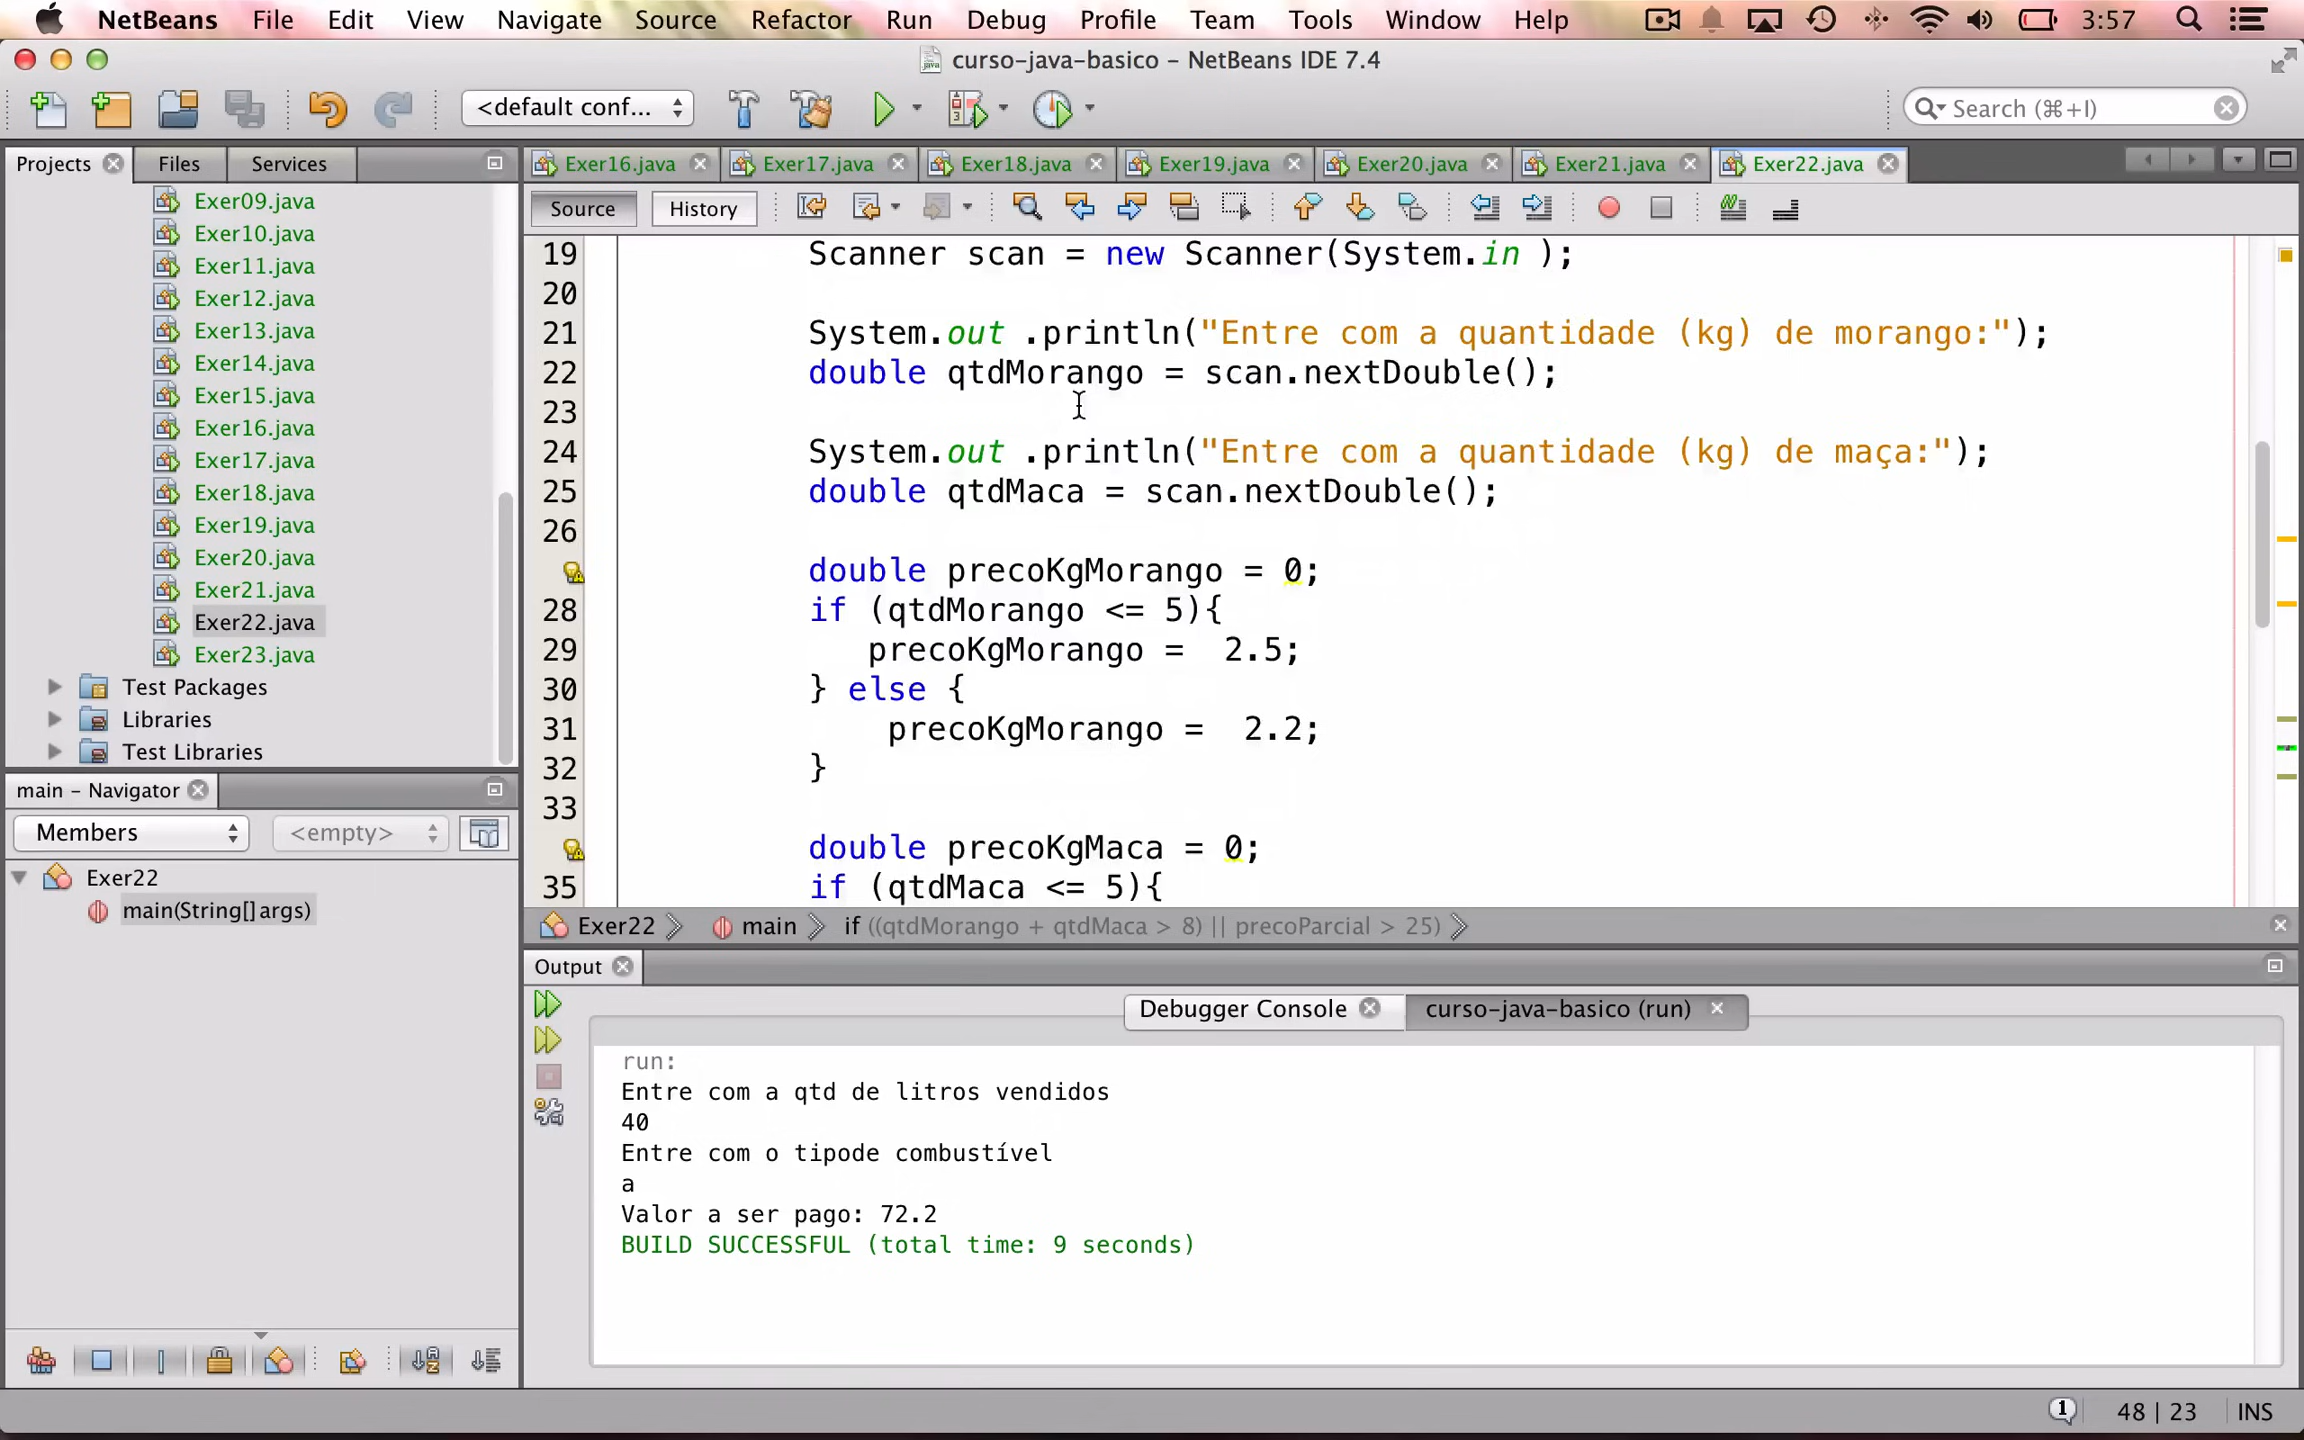 NetBeans File Edit View Navigate Source Refactor Run Debug Profile Team Tools Window Help 3:57
curso-java-basico – NetBeans IDE 7.4
<default conf... Search (⌘+I)
Projects Files Services
Exer16.java Exer17.java Exer18.java Exer19.java Exer20.java Exer21.java Exer22.java
Source History
Exer09.java
Exer10.java
Exer11.java
Exer12.java
Exer13.java
Exer14.java
Exer15.java
Exer16.java
Exer17.java
Exer18.java
Exer19.java
Exer20.java
Exer21.java
Exer22.java
Exer23.java
Test Packages
Libraries
Test Libraries
main – Navigator
Members <empty>
Exer22
main(String[] args)
19 Scanner scan = new Scanner(System.in );
20
21 System.out .println("Entre com a quantidade (kg) de morango:");
22 double qtdMorango = scan.nextDouble();
23
24 System.out .println("Entre com a quantidade (kg) de maça:");
25 double qtdMaca = scan.nextDouble();
26
double precoKgMorango = 0;
28 if (qtdMorango <= 5){
29 precoKgMorango =  2.5;
30 } else {
31 precoKgMorango =  2.2;
32 }
33
double precoKgMaca = 0;
35 if (qtdMaca <= 5){
Exer22 main if ((qtdMorango + qtdMaca > 8) || precoParcial > 25)
Output
Debugger Console curso-java-basico (run)
run:
Entre com a qtd de litros vendidos
40
Entre com o tipode combustível
a
Valor a ser pago: 72.2
BUILD SUCCESSFUL (total time: 9 seconds)
1 48 | 23 INS